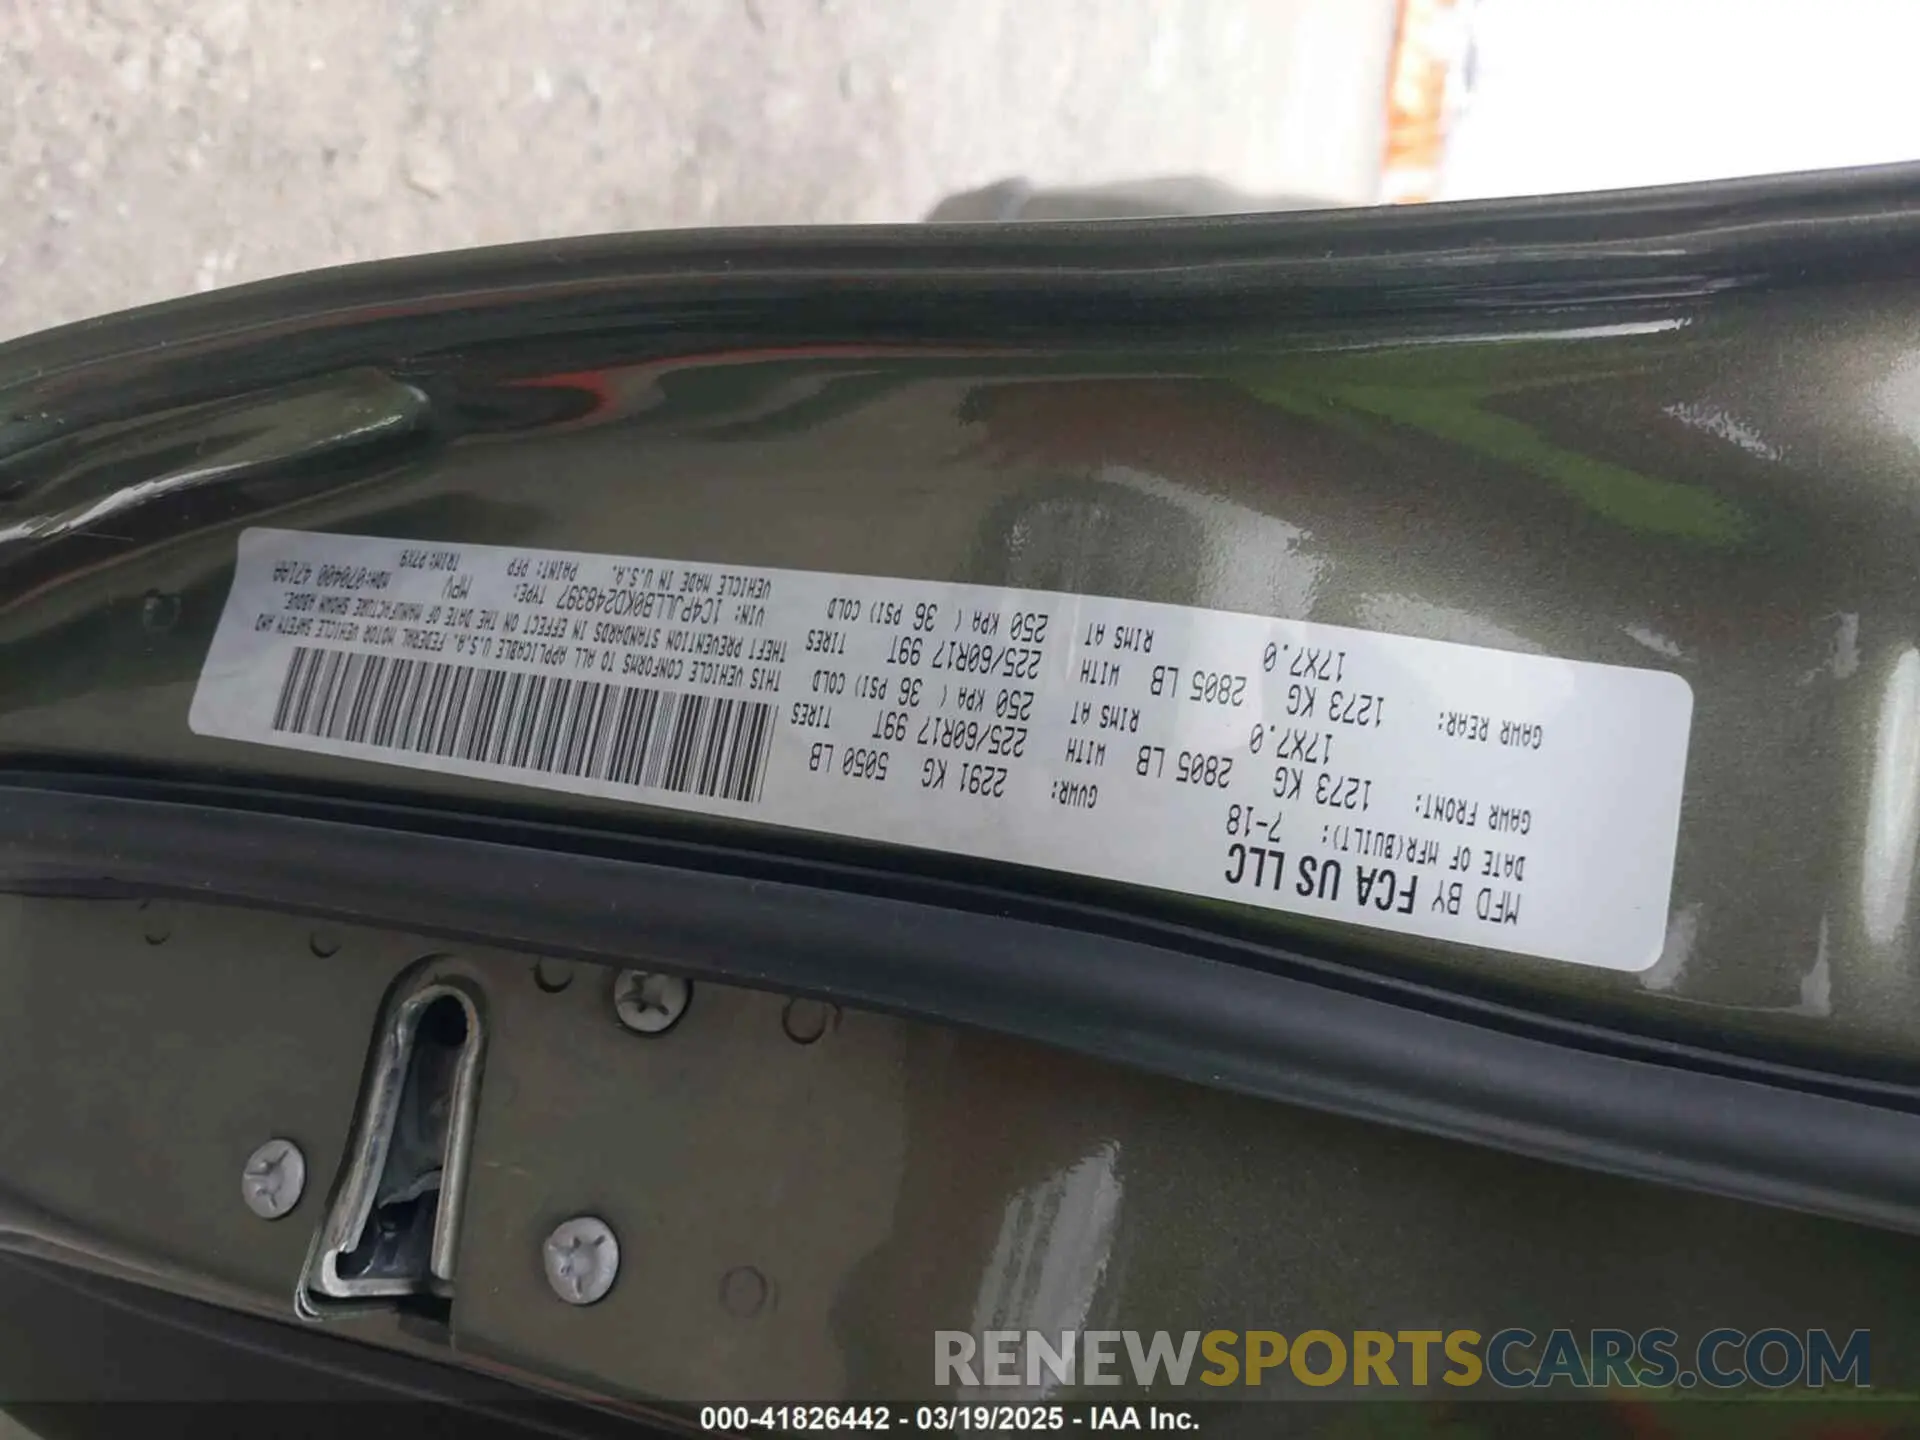 MFD BY FCA US LLC
DATE OF MFR(BUILT): 7-18
GVWR: 2291 KG 5050 LB
GAWR FRONT: 1273 KG 2805 LB WITH 225/60R17 99T TIRES
17X7.0 RIMS AT 250 KPA ( 36 PSI) COLD
GAWR REAR: 1273 KG 2805 LB WITH 225/60R17 99T TIRES
17X7.0 RIMS AT 250 KPA ( 36 PSI) COLD
THIS VEHICLE CONFORMS TO ALL APPLICABLE U.S.A. FEDERAL MOTOR VEHICLE SAFETY AND
THEFT PREVENTION STANDARDS IN EFFECT ON THE DATE OF MANUFACTURE SHOWN ABOVE.
VIN: 1C4PJLLB0KD248397 TYPE: MPV MDH:070400 471AA
VEHICLE MADE IN U.S.A. PAINT: PFP TRIM: P7X9
RENEWSPORTSCARS.COM
000-41826442 - 03/19/2025 - IAA Inc.